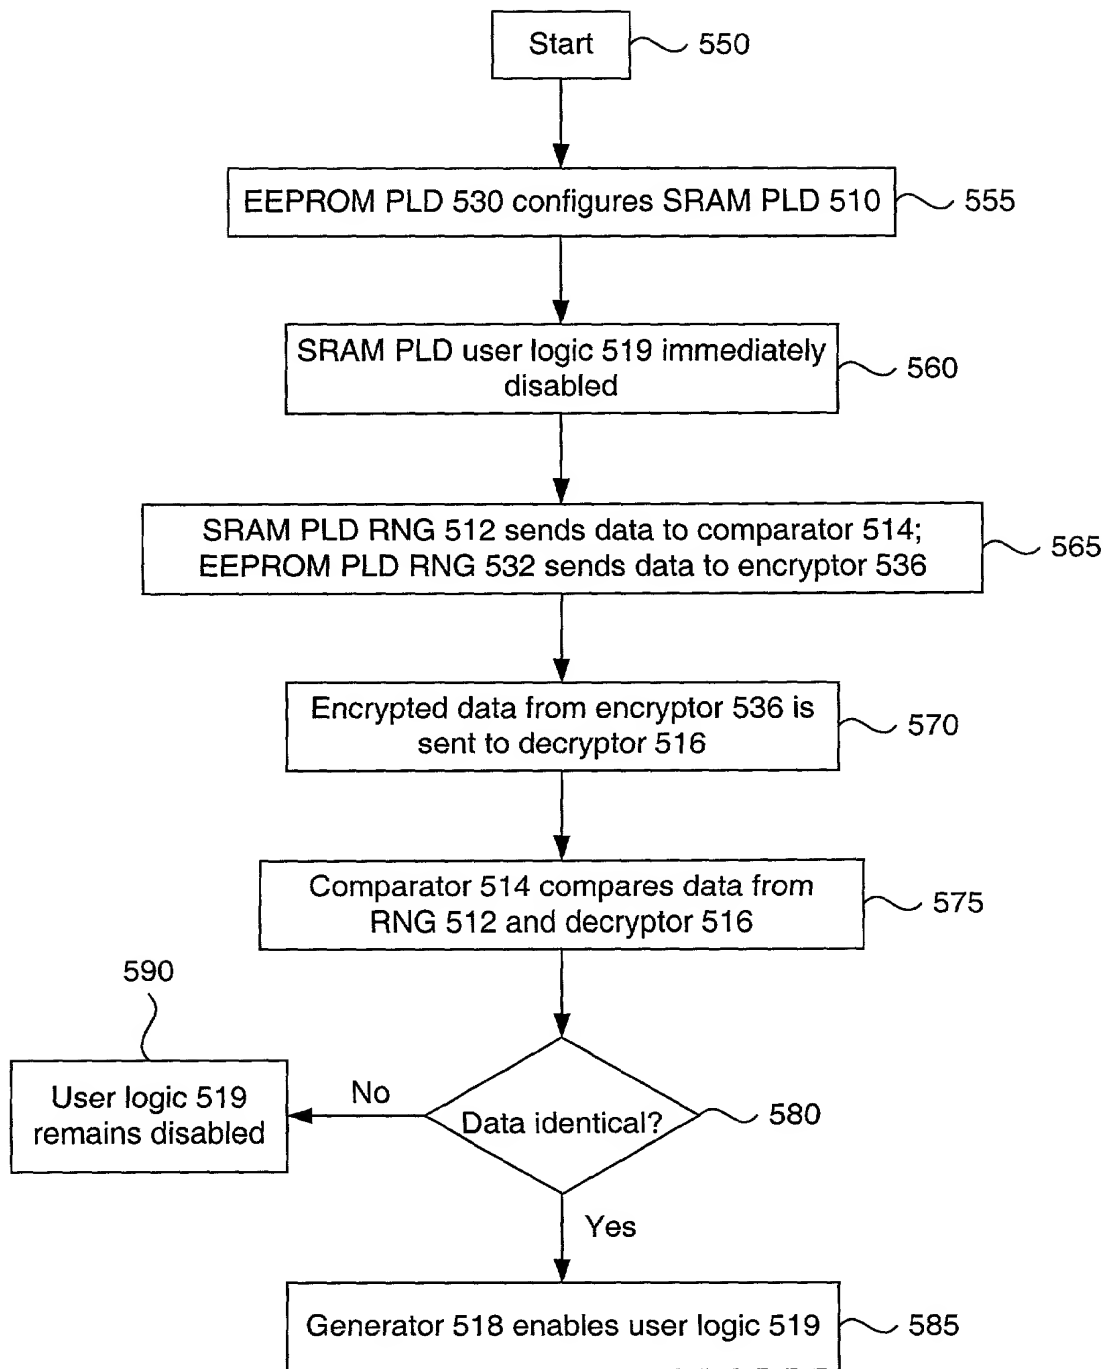 Start
550
EEPROM PLD 530 configures SRAM PLD 510
555
SRAM PLD user logic 519 immediately
disabled
560
SRAM PLD RNG 512 sends data to comparator 514;
EEPROM PLD RNG 532 sends data to encryptor 536
565
Encrypted data from encryptor 536 is
sent to decryptor 516
570
Comparator 514 compares data from
RNG 512 and decryptor 516
575
590
User logic 519
remains disabled
No
Data identical?
580
Yes
Generator 518 enables user logic 519
585